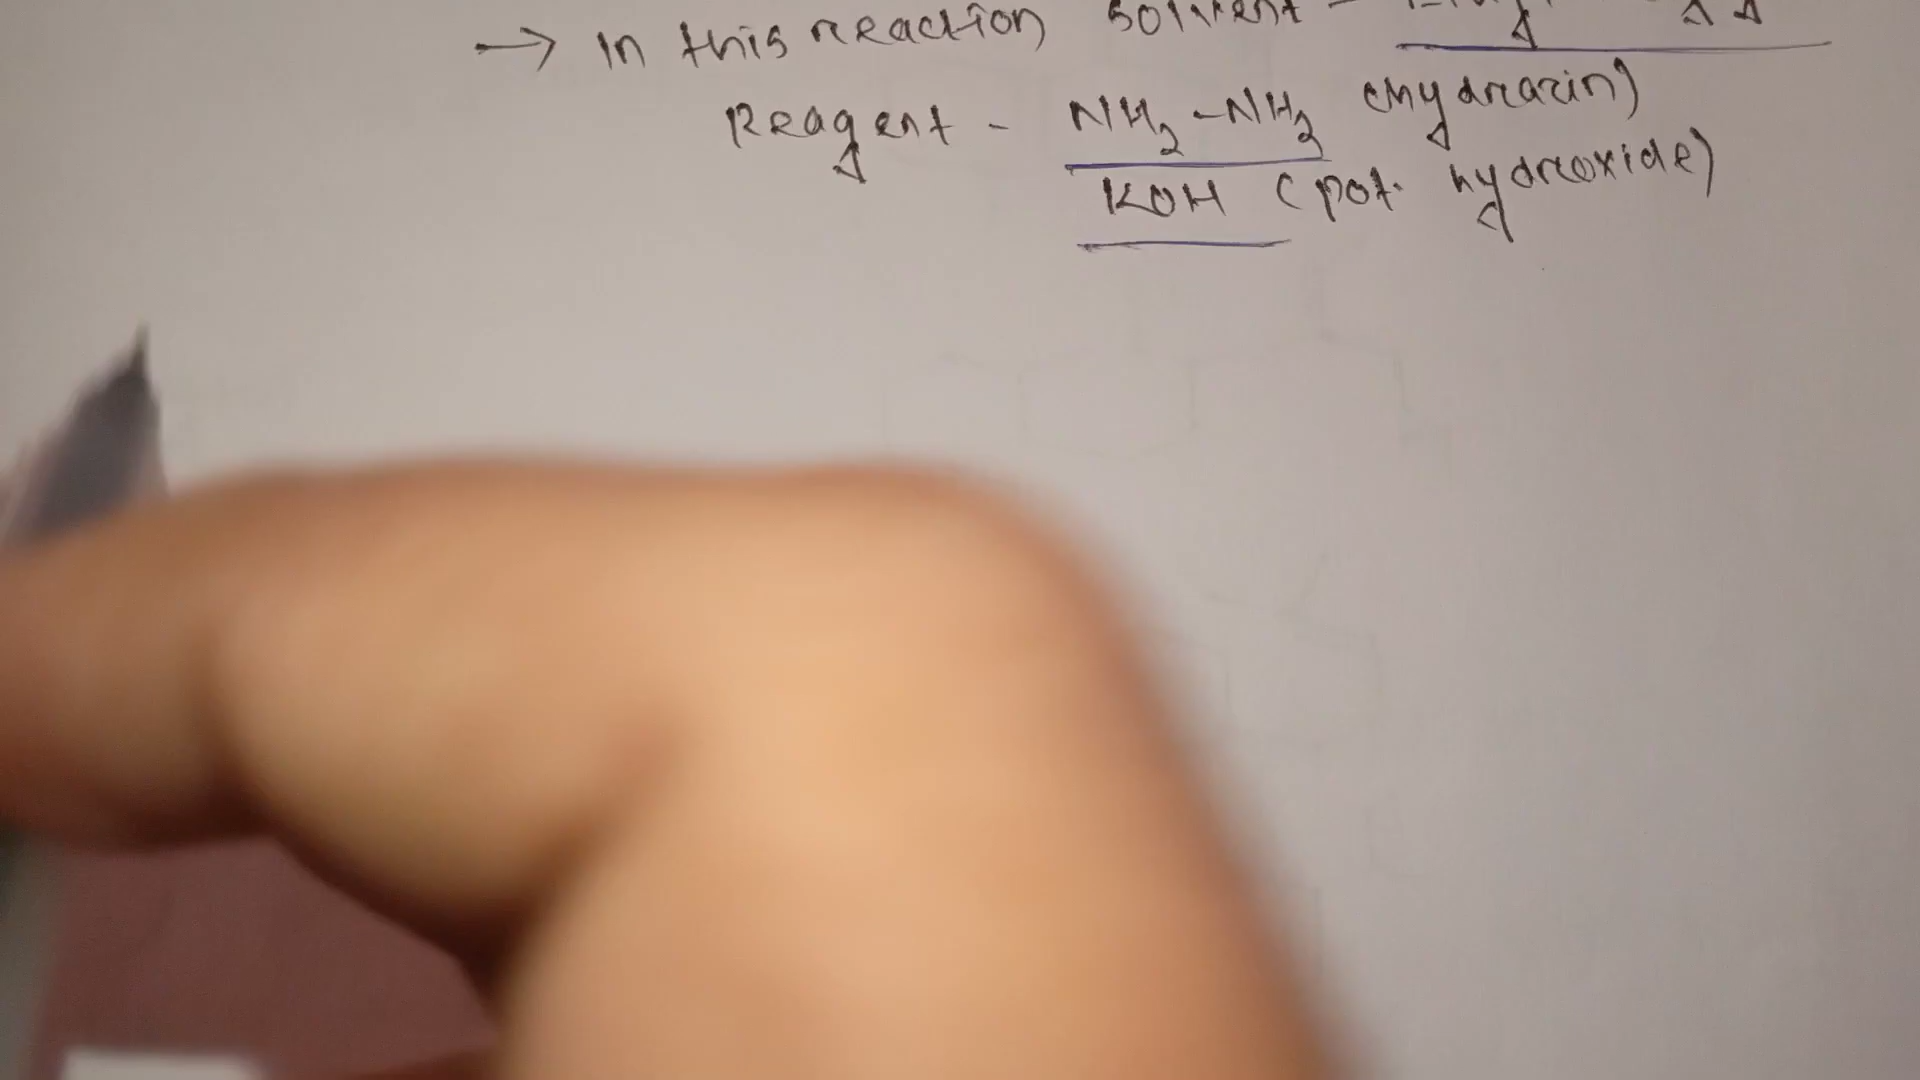 → In this reaction solvent -
Reagent - NH2-NH2 (hydrazin)
KOH (pot. hydroxide)